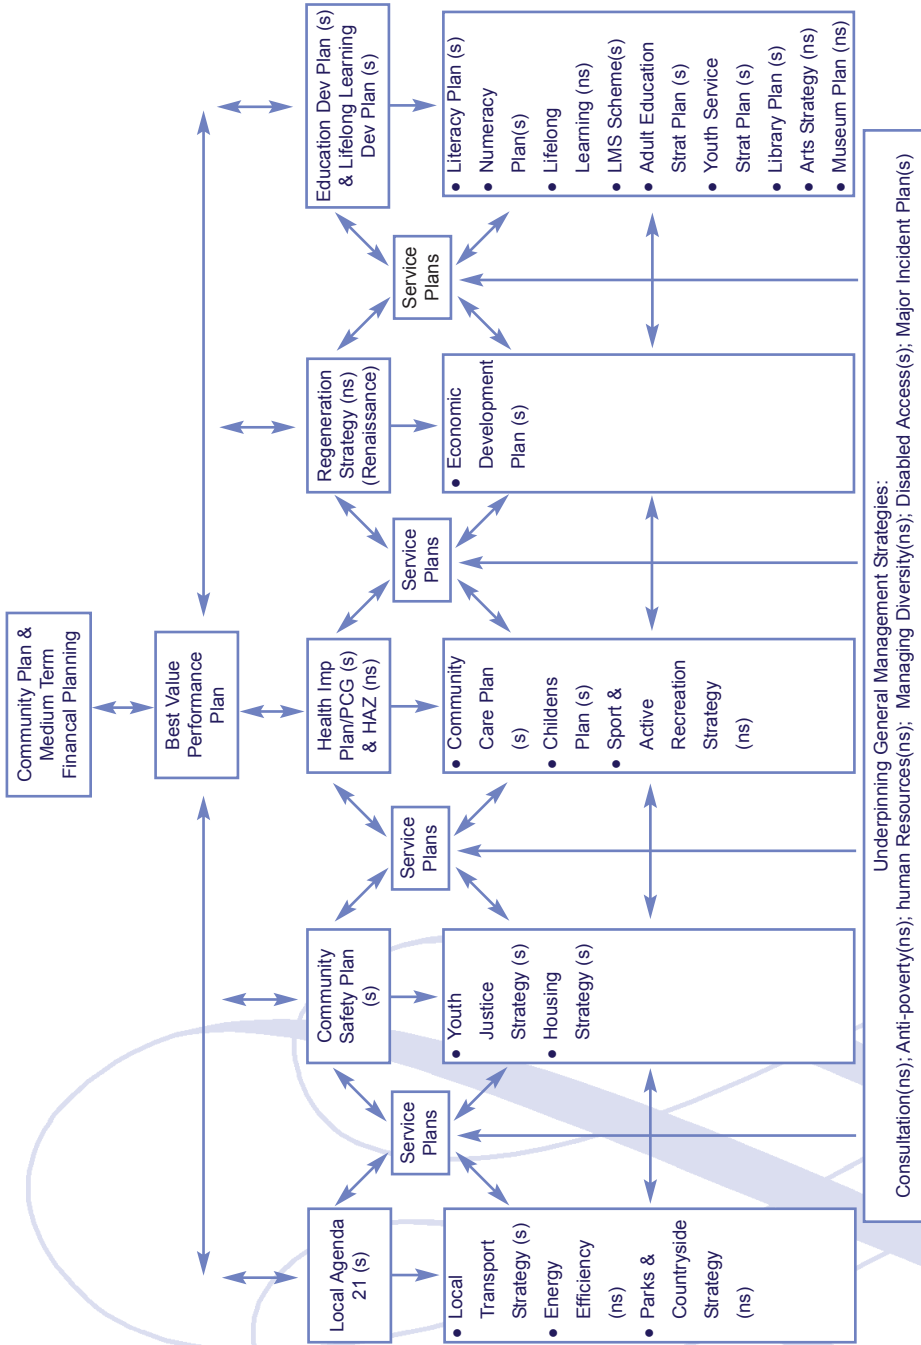 Community Plan &
Medium Term
Financal Planning
Best Value
Performance
Plan
Local Agenda
21 (s)
Community
Safety Plan
(s)
Health Imp
Plan/PCG (s)
& HAZ (ns)
Regeneration
Strategy (ns)
(Renaissance)
Education Dev Plan (s)
& Lifelong Learning
Dev Plan (s)
Service
Plans
Service
Plans
Service
Plans
Service
Plans
• Local
Transport
Strategy (s)
• Energy
Efficiency
(ns)
• Parks &
Countryside
Strategy
(ns)
• Youth
Justice
Strategy (s)
• Housing
Strategy (s)
• Community
Care Plan
(s)
• Childens
Plan (s)
• Sport &
Active
Recreation
Strategy
(ns)
• Economic
Development
Plan (s)
• Literacy Plan (s)
• Numeracy
Plan(s)
• Lifelong
Learning (ns)
• LMS Scheme(s)
• Adult Education
Strat Plan (s)
• Youth Service
Strat Plan (s)
• Library Plan (s)
• Arts Strategy (ns)
• Museum Plan (ns)
Underpinning General Management Strategies:
Consultation(ns); Anti-poverty(ns); human Resources(ns); Managing Diversity(ns); Disabled Access(s); Major Incident Plan(s)